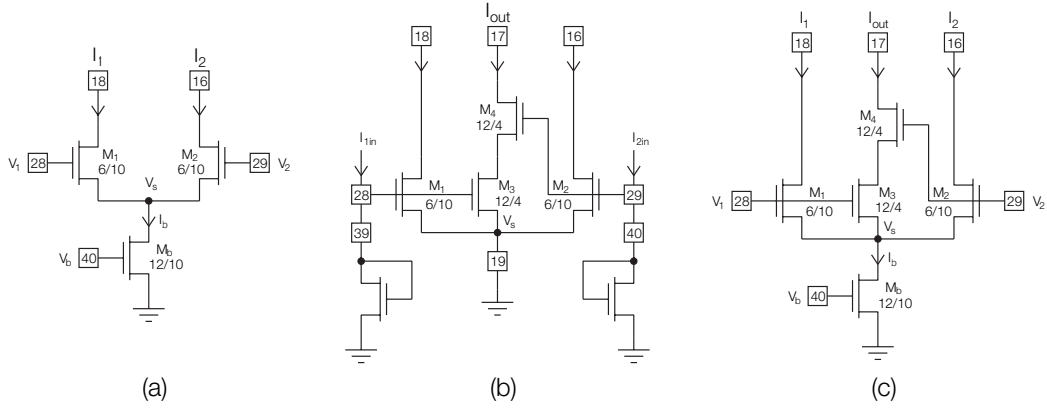 I1
I2
18
16
V1
28
M1
6/10
M2
6/10
29
V2
Vs
Ib
Vb
40
Mb
12/10
(a)
Iout
18
17
16
M4
12/4
I1in
I2in
28
M1
6/10
M3
12/4
M2
6/10
29
Vs
39
40
19
(b)
I1
Iout
I2
18
17
16
M4
12/4
V1
28
M1
6/10
M3
12/4
M2
6/10
29
V2
Vs
Ib
Vb
40
Mb
12/10
(c)